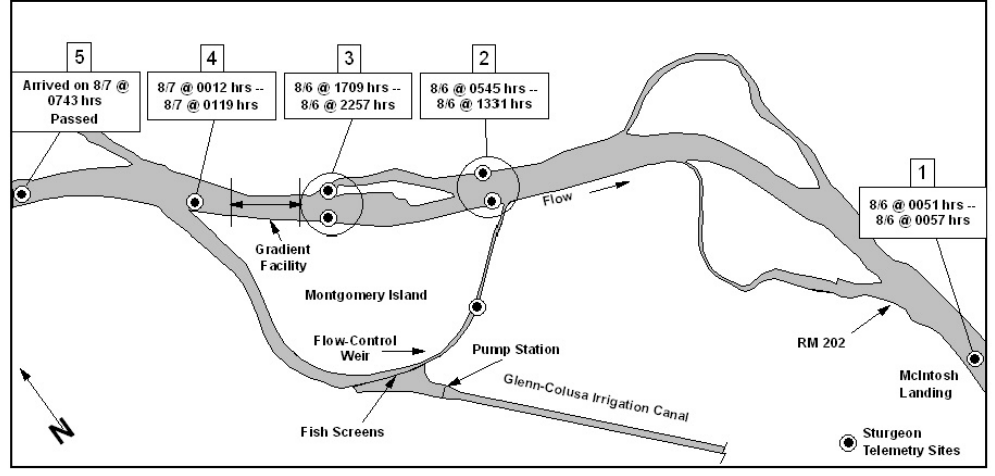 5
Arrived on 8/7 @
0743 hrs
Passed
4
8/7 @ 0012 hrs --
8/7 @ 0119 hrs
3
8/6 @ 1709 hrs --
8/6 @ 2257 hrs
2
8/6 @ 0545 hrs --
8/6 @ 1331 hrs
1
8/6 @ 0051 hrs --
8/6 @ 0057 hrs
Flow
Gradient
Facility
Montgomery Island
Flow-Control
Weir
Pump Station
RM 202
McIntosh
Landing
Glenn-Colusa Irrigation Canal
Fish Screens
N
Sturgeon
Telemetry Sites